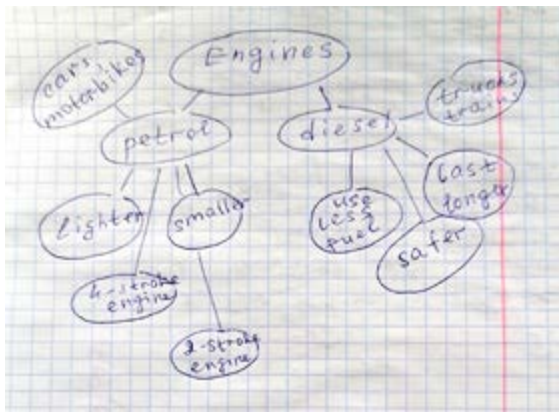 Engines
cars,
motorbikes
petrol
diesel
trucks
trains
lighter
smaller
use
less
fuel
last
longer
safer
4-stroke
engine
2-stroke
engine